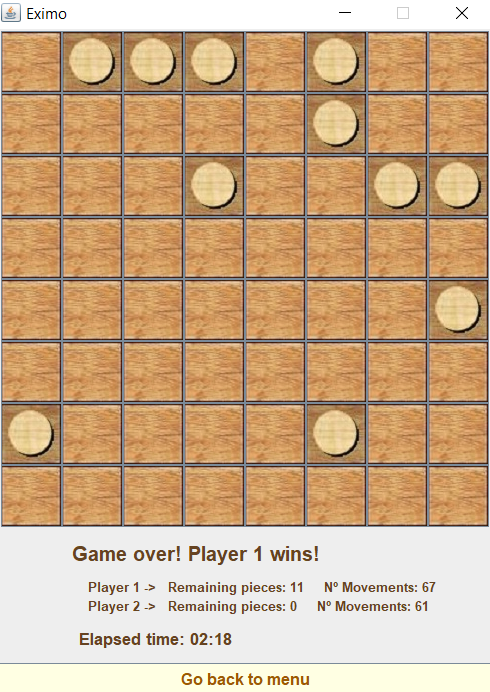 Eximo
Game over! Player 1 wins!
Player 1 -> Remaining pieces: 11 Nº Movements: 67
Player 2 -> Remaining pieces: 0 Nº Movements: 61
Elapsed time: 02:18
Go back to menu